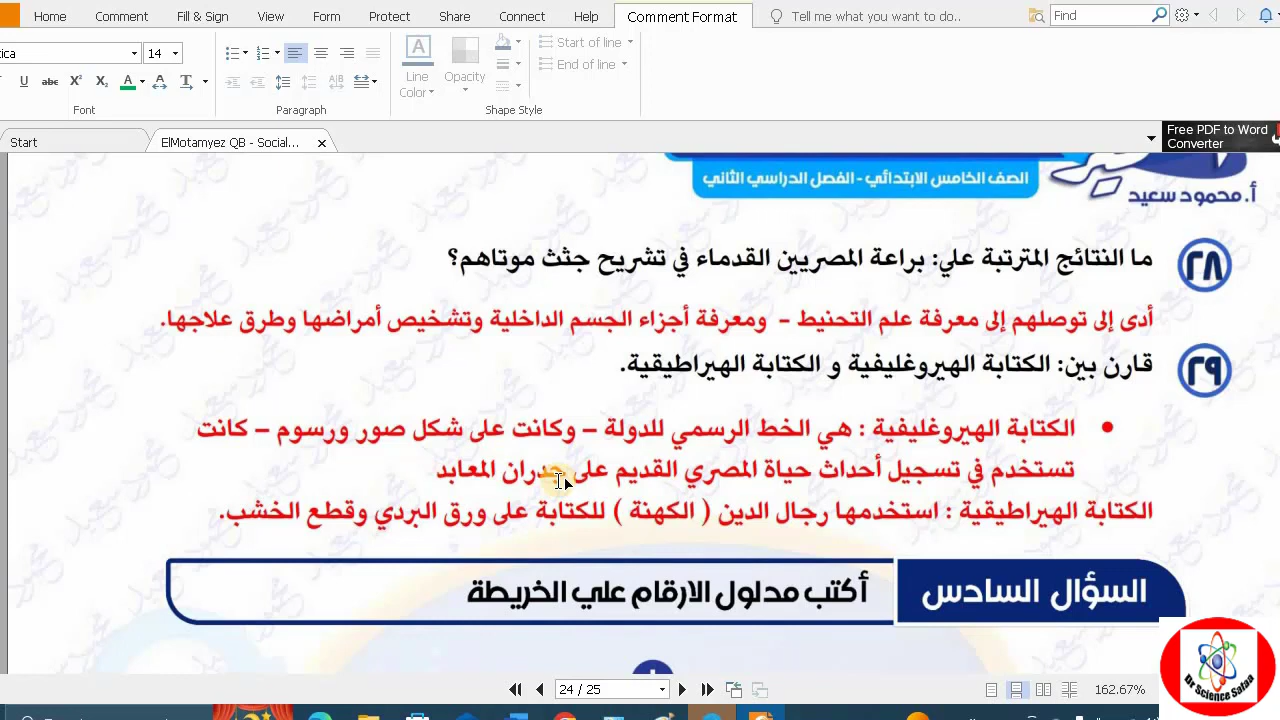 Home Comment Fill & Sign View Form Protect Share Connect Help Comment Format Tell me what you want to do.. Find
14 Start of line
U abc X² X₂ A A T Line Color Opacity End of line
Font Paragraph Shape Style
Start ElMotamyez QB - Social... x Free PDF to Word Converter
الصف الخامس الابتدائي - الفصل الدراسي الثاني
أ. محمود سعيد
٢٨ ما النتائج المترتبة علي: براعة المصريين القدماء في تشريح جثث موتاهم؟
أدى إلى توصلهم إلى معرفة علم التحنيط - ومعرفة أجزاء الجسم الداخلية وتشخيص أمراضها وطرق علاجها.
٢٩ قارن بين: الكتابة الهيروغليفية و الكتابة الهيراطيقية.
• الكتابة الهيروغليفية : هي الخط الرسمي للدولة – وكانت على شكل صور ورسوم – كانت
تستخدم في تسجيل أحداث حياة المصري القديم على جدران المعابد
الكتابة الهيراطيقية : استخدمها رجال الدين ( الكهنة ) للكتابة على ورق البردي وقطع الخشب.
السؤال السادس أكتب مدلول الارقام علي الخريطة
24 / 25 162.67%
Dr Science Safaa